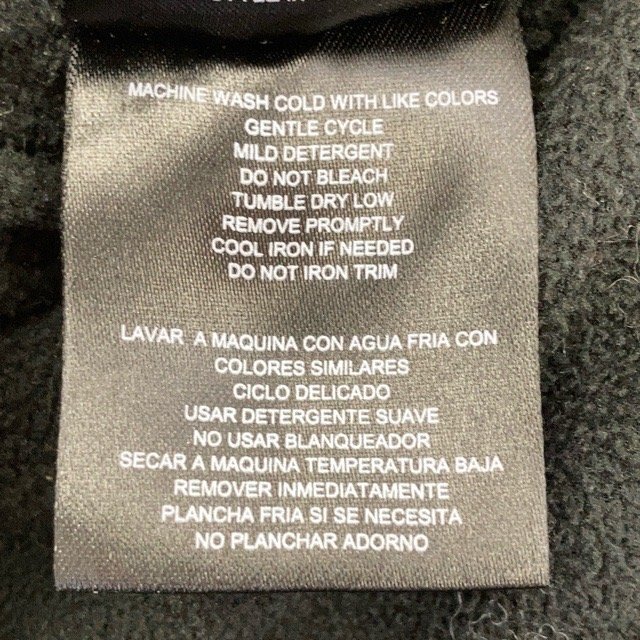 MACHINE WASH COLD WITH LIKE COLORS
GENTLE CYCLE
MILD DETERGENT
DO NOT BLEACH
TUMBLE DRY LOW
REMOVE PROMPTLY
COOL IRON IF NEEDED
DO NOT IRON TRIM
LAVAR A MAQUINA CON AGUA FRIA CON
COLORES SIMILARES
CICLO DELICADO
USAR DETERGENTE SUAVE
NO USAR BLANQUEADOR
SECAR A MAQUINA TEMPERATURA BAJA
REMOVER INMEDIATAMENTE
PLANCHA FRIA SI SE NECESITA
NO PLANCHAR ADORNO